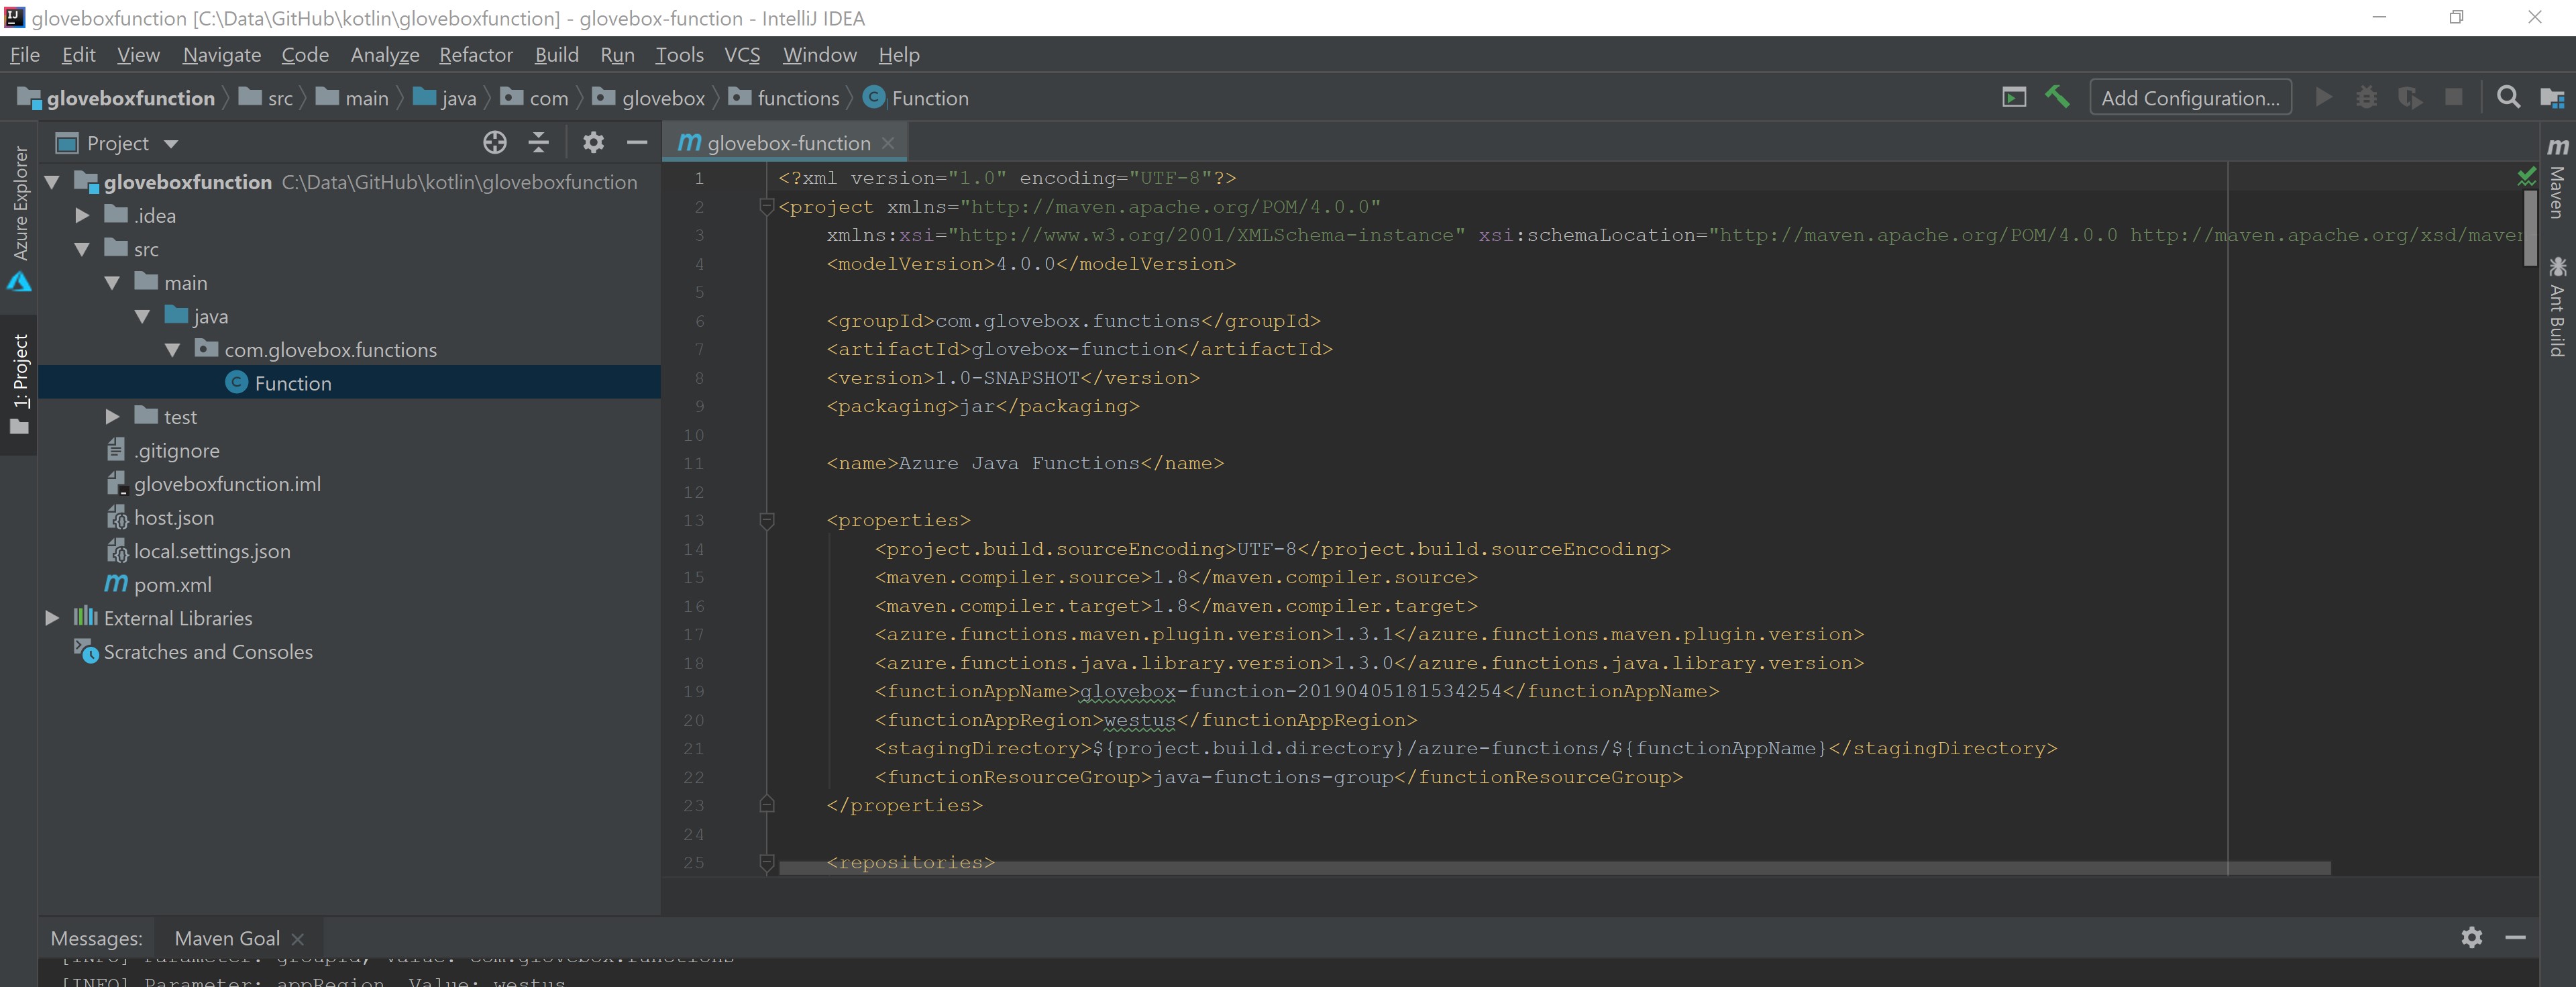 gloveboxfunction [C:\Data\GitHub\kotlin\gloveboxfunction] - glovebox-function - IntelliJ IDEA
File Edit View Navigate Code Analyze Refactor Build Run Tools VCS Window Help
gloveboxfunction src main java com glovebox functions Function Add Configuration...
Project
glovebox-function
Azure Explorer
1: Project
gloveboxfunction C:\Data\GitHub\kotlin\gloveboxfunction
.idea
src
main
java
com.glovebox.functions
Function
test
.gitignore
gloveboxfunction.iml
host.json
local.settings.json
pom.xml
External Libraries
Scratches and Consoles
1 <?xml version="1.0" encoding="UTF-8"?>
2 <project xmlns="http://maven.apache.org/POM/4.0.0"
3 xmlns:xsi="http://www.w3.org/2001/XMLSchema-instance" xsi:schemaLocation="http://maven.apache.org/POM/4.0.0 http://maven.apache.org/xsd/maven
4 <modelVersion>4.0.0</modelVersion>
5
6 <groupId>com.glovebox.functions</groupId>
7 <artifactId>glovebox-function</artifactId>
8 <version>1.0-SNAPSHOT</version>
9 <packaging>jar</packaging>
10
11 <name>Azure Java Functions</name>
12
13 <properties>
14 <project.build.sourceEncoding>UTF-8</project.build.sourceEncoding>
15 <maven.compiler.source>1.8</maven.compiler.source>
16 <maven.compiler.target>1.8</maven.compiler.target>
17 <azure.functions.maven.plugin.version>1.3.1</azure.functions.maven.plugin.version>
18 <azure.functions.java.library.version>1.3.0</azure.functions.java.library.version>
19 <functionAppName>glovebox-function-20190405181534254</functionAppName>
20 <functionAppRegion>westus</functionAppRegion>
21 <stagingDirectory>${project.build.directory}/azure-functions/${functionAppName}</stagingDirectory>
22 <functionResourceGroup>java-functions-group</functionResourceGroup>
23 </properties>
24
25 <repositories>
Maven
Ant Build
Messages: Maven Goal
[INFO] Parameter: groupId, Value: com.glovebox.functions
[INFO] Parameter: appRegion, Value: westus